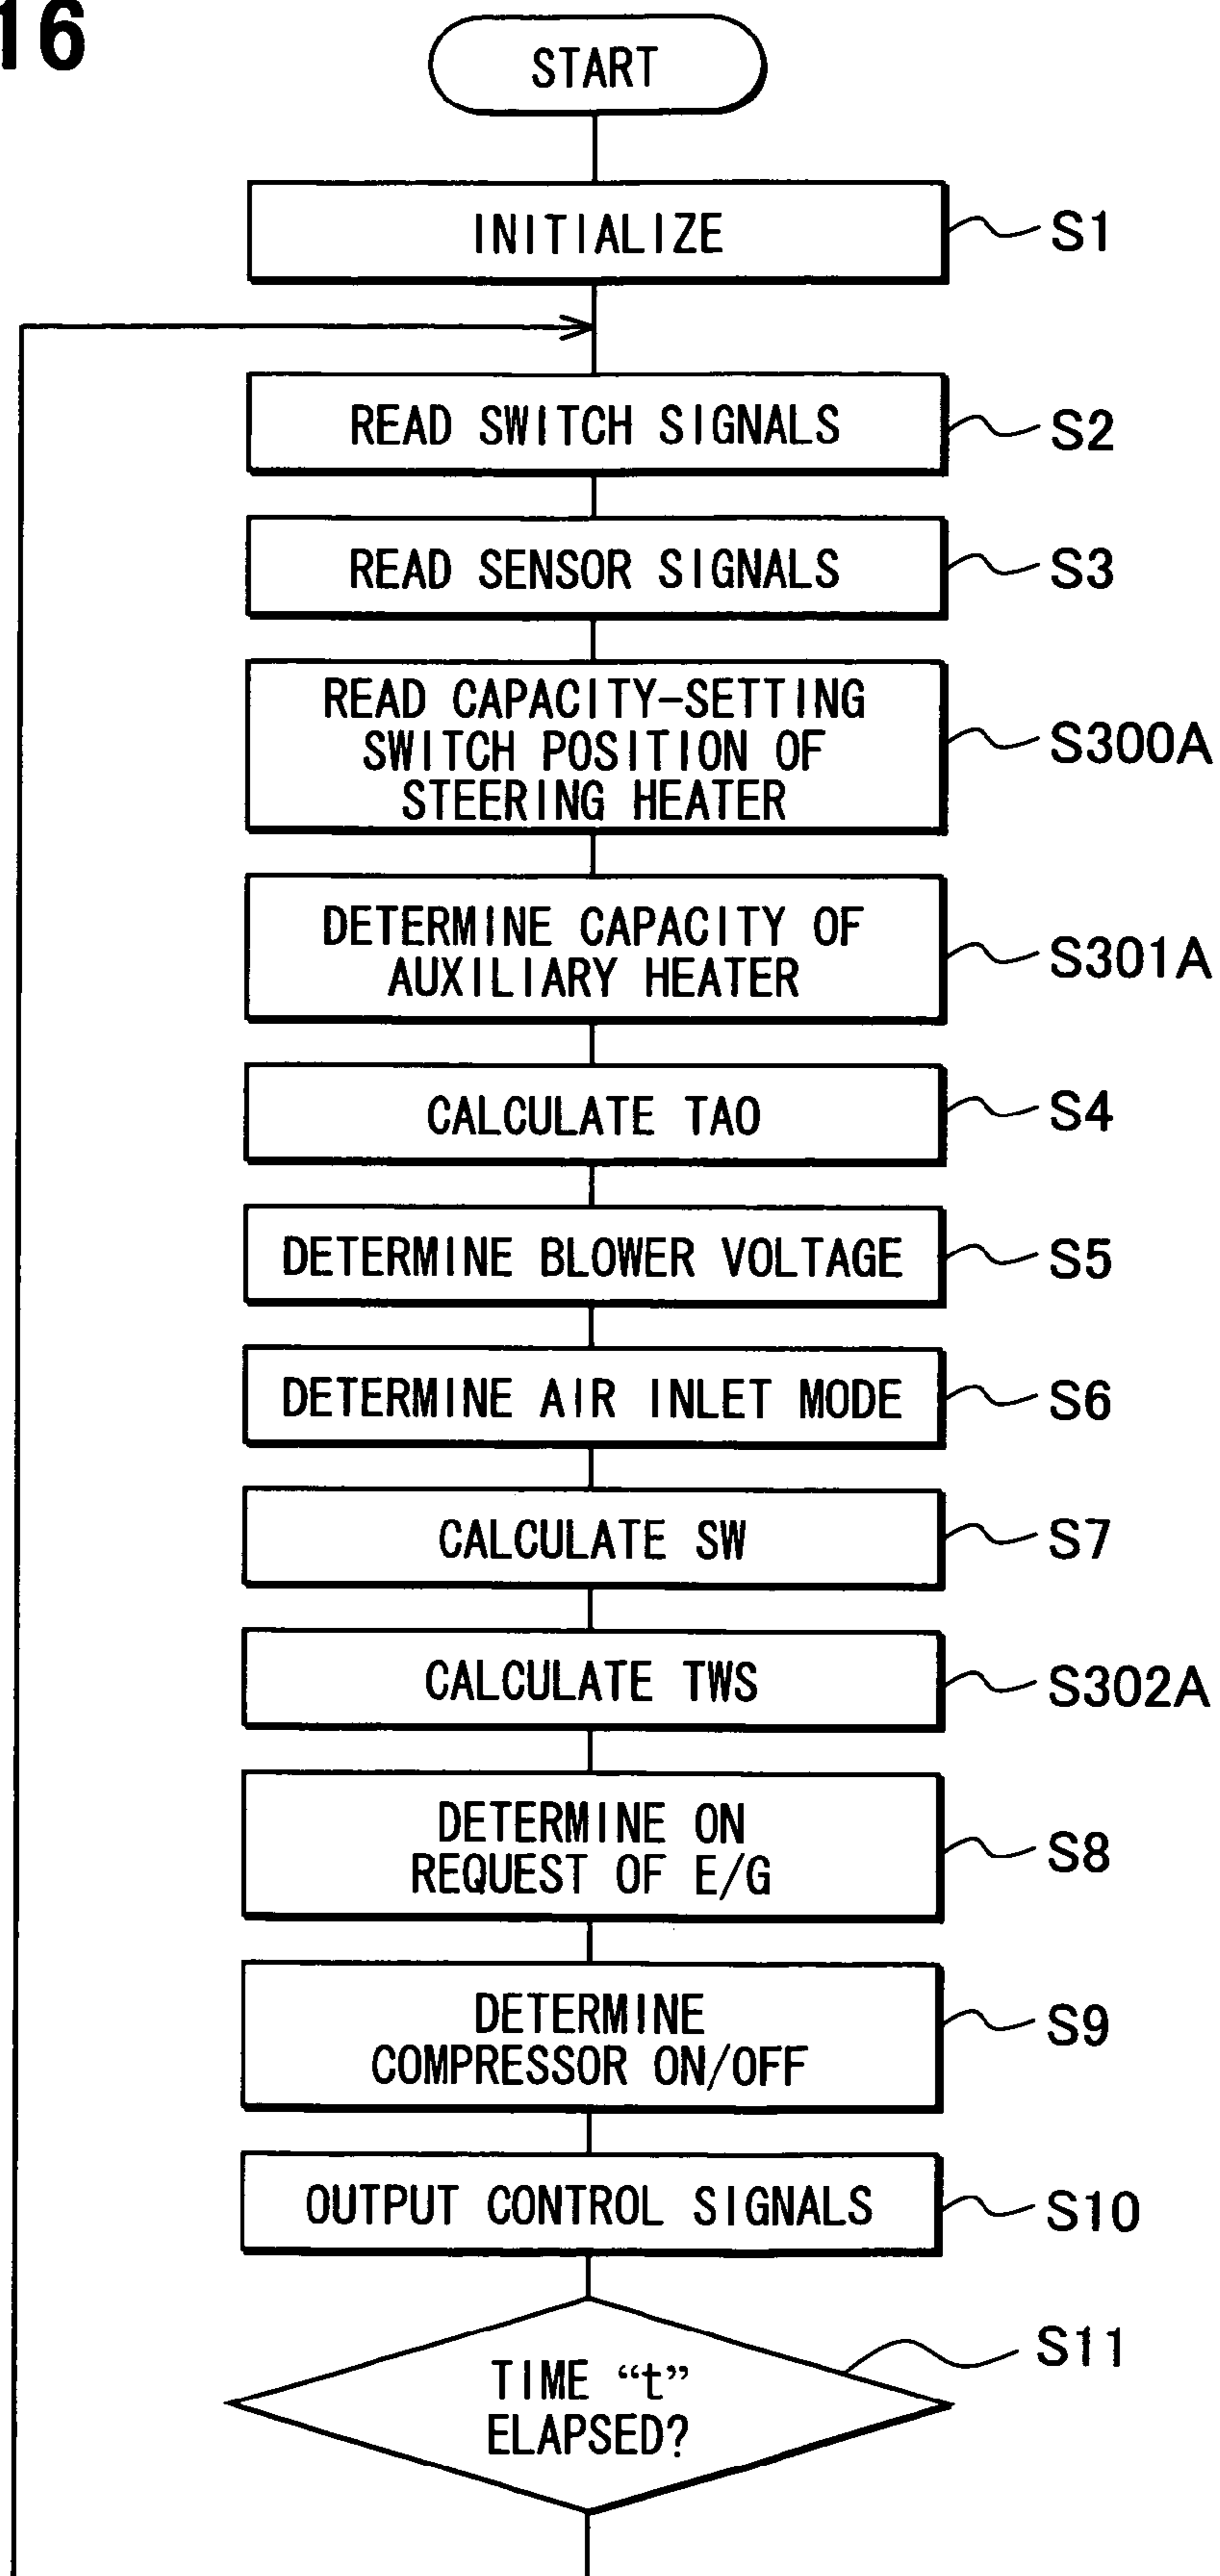 16
START
INITIALIZE
S1
READ SWITCH SIGNALS
S2
READ SENSOR SIGNALS
S3
READ CAPACITY-SETTING
SWITCH POSITION OF
STEERING HEATER
S300A
DETERMINE CAPACITY OF
AUXILIARY HEATER
S301A
CALCULATE TAO
S4
DETERMINE BLOWER VOLTAGE
S5
DETERMINE AIR INLET MODE
S6
CALCULATE SW
S7
CALCULATE TWS
S302A
DETERMINE ON
REQUEST OF E/G
S8
DETERMINE
COMPRESSOR ON/OFF
S9
OUTPUT CONTROL SIGNALS
S10
TIME “t”
ELAPSED?
S11